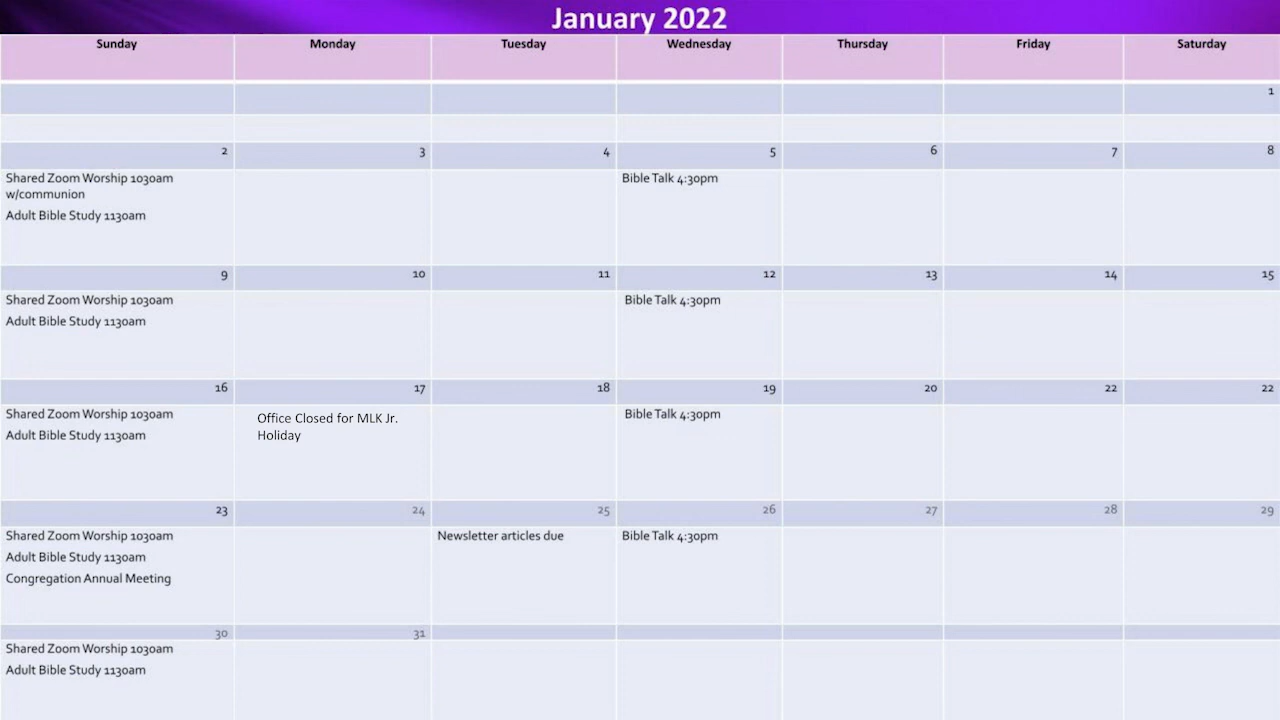 January 2022
Sunday Monday Tuesday Wednesday Thursday Friday Saturday
1
2 3 4 5 6 7 8
Shared Zoom Worship 1030am Bible Talk 4:30pm
w/communion
Adult Bible Study 1130am
9 10 11 12 13 14 15
Shared Zoom Worship 1030am Bible Talk 4:30pm
Adult Bible Study 1130am
16 17 18 19 20 22 22
Shared Zoom Worship 1030am Office Closed for MLK Jr. Bible Talk 4:30pm
Adult Bible Study 1130am Holiday
23 24 25 26 27 28 29
Shared Zoom Worship 1030am Newsletter articles due Bible Talk 4:30pm
Adult Bible Study 1130am
Congregation Annual Meeting
30 31
Shared Zoom Worship 1030am
Adult Bible Study 1130am